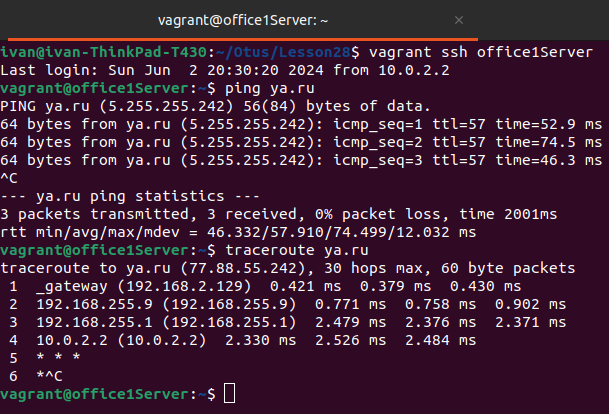 vagrant@office1Server: ~
×
ivan@ivan-ThinkPad-T430:~/Otus/Lesson28$ vagrant ssh office1Server
Last login: Sun Jun  2 20:30:20 2024 from 10.0.2.2
vagrant@office1Server:~$ ping ya.ru
PING ya.ru (5.255.255.242) 56(84) bytes of data.
64 bytes from ya.ru (5.255.255.242): icmp_seq=1 ttl=57 time=52.9 ms
64 bytes from ya.ru (5.255.255.242): icmp_seq=2 ttl=57 time=74.5 ms
64 bytes from ya.ru (5.255.255.242): icmp_seq=3 ttl=57 time=46.3 ms
^C
--- ya.ru ping statistics ---
3 packets transmitted, 3 received, 0% packet loss, time 2001ms
rtt min/avg/max/mdev = 46.332/57.910/74.499/12.032 ms
vagrant@office1Server:~$ traceroute ya.ru
traceroute to ya.ru (77.88.55.242), 30 hops max, 60 byte packets
 1  _gateway (192.168.2.129)  0.421 ms  0.379 ms  0.430 ms
 2  192.168.255.9 (192.168.255.9)  0.771 ms  0.758 ms  0.902 ms
 3  192.168.255.1 (192.168.255.1)  2.479 ms  2.376 ms  2.371 ms
 4  10.0.2.2 (10.0.2.2)  2.330 ms  2.526 ms  2.484 ms
 5  * * *
 6  *^C
vagrant@office1Server:~$